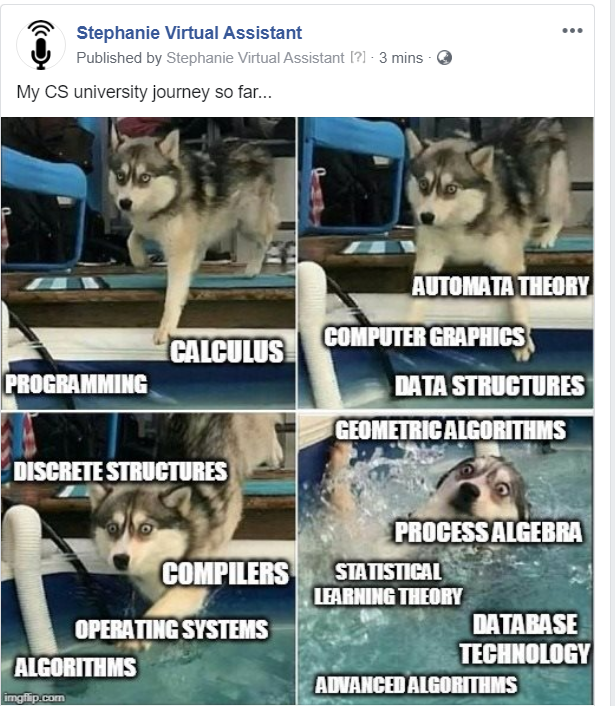 Stephanie Virtual Assistant
Published by Stephanie Virtual Assistant [?] · 3 mins ·
My CS university journey so far...
CALCULUS
PROGRAMMING
AUTOMATA THEORY
COMPUTER GRAPHICS
DATA STRUCTURES
DISCRETE STRUCTURES
COMPILERS
OPERATING SYSTEMS
ALGORITHMS
imgflip.com
GEOMETRIC ALGORITHMS
PROCESS ALGEBRA
STATISTICAL
LEARNING THEORY
DATABASE
TECHNOLOGY
ADVANCED ALGORITHMS